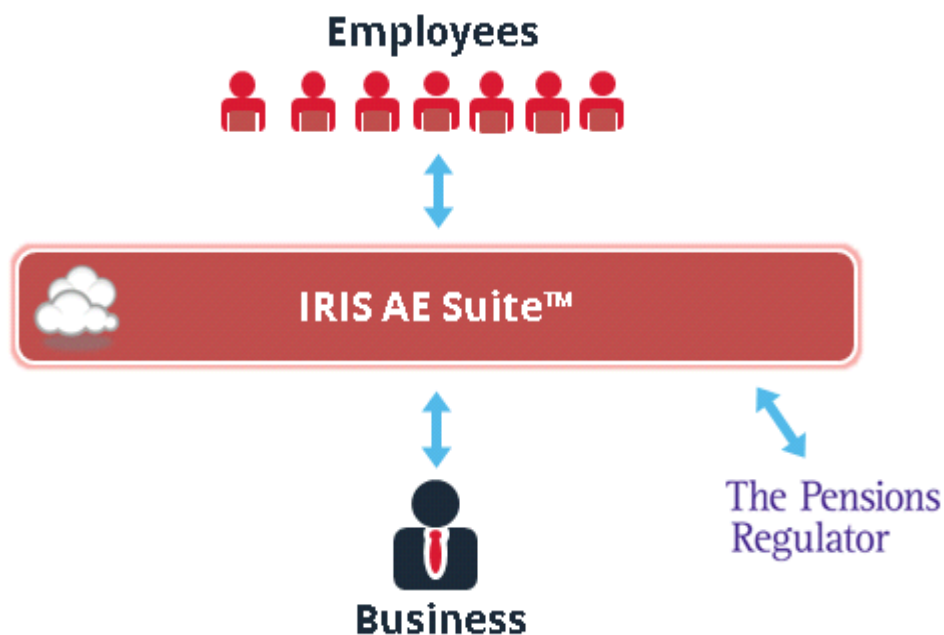 Employees
IRIS AE Suite™
The Pensions
Regulator
Business